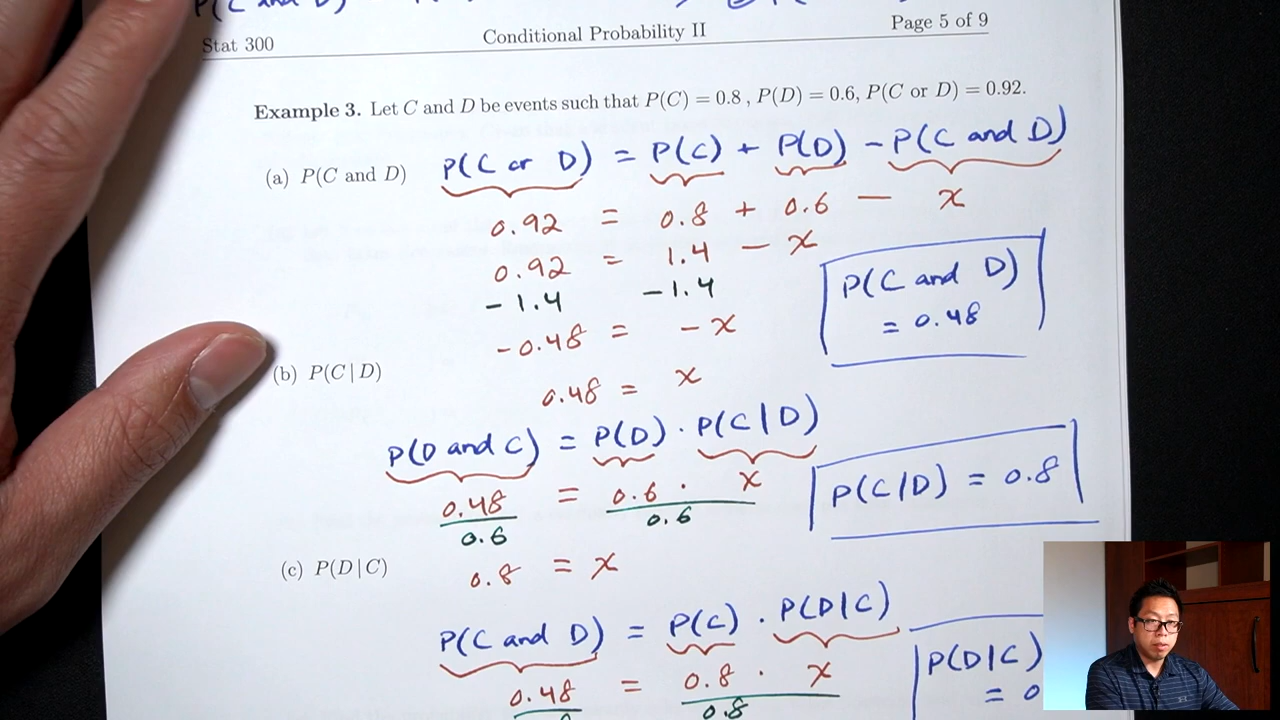 P(C and D)
Stat 300 Conditional Probability II Page 5 of 9
Example 3. Let C and D be events such that P(C) = 0.8 , P(D) = 0.6, P(C or D) = 0.92.
(a) P(C and D) P(C or D) = P(C) + P(D) - P(C and D)
0.92 = 0.8 + 0.6 - x
0.92 = 1.4 - x
-1.4 -1.4
-0.48 = -x
0.48 = x
P(C and D)
= 0.48
(b) P(C | D)
P(D and C) = P(D) · P(C | D)
0.48 = 0.6 · x
0.6 0.6
0.8 = x
P(C|D) = 0.8
(c) P(D | C)
P(C and D) = P(C) · P(D|C)
0.48 = 0.8 · x
0.8
P(D|C)
= 0